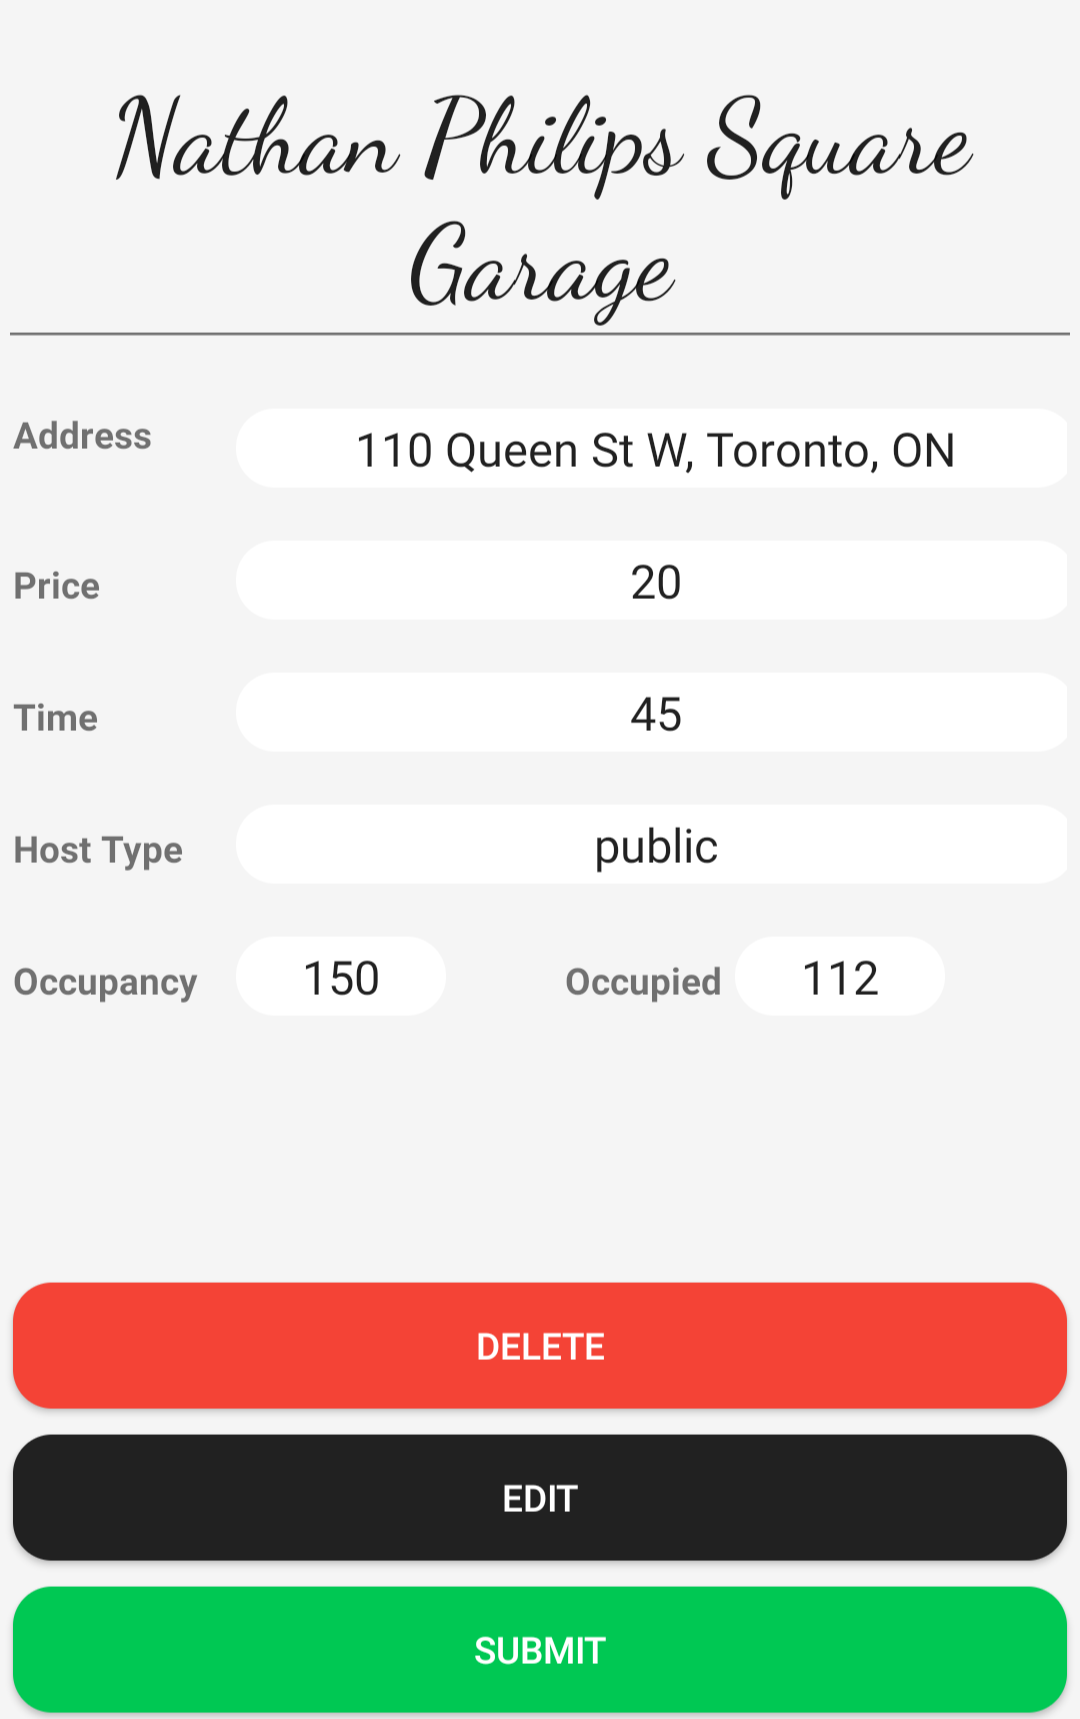 Nathan Philips Square
Garage
Address 110 Queen St W, Toronto, ON
Price 20
Time 45
Host Type public
Occupancy 150 Occupied 112
DELETE
EDIT
SUBMIT